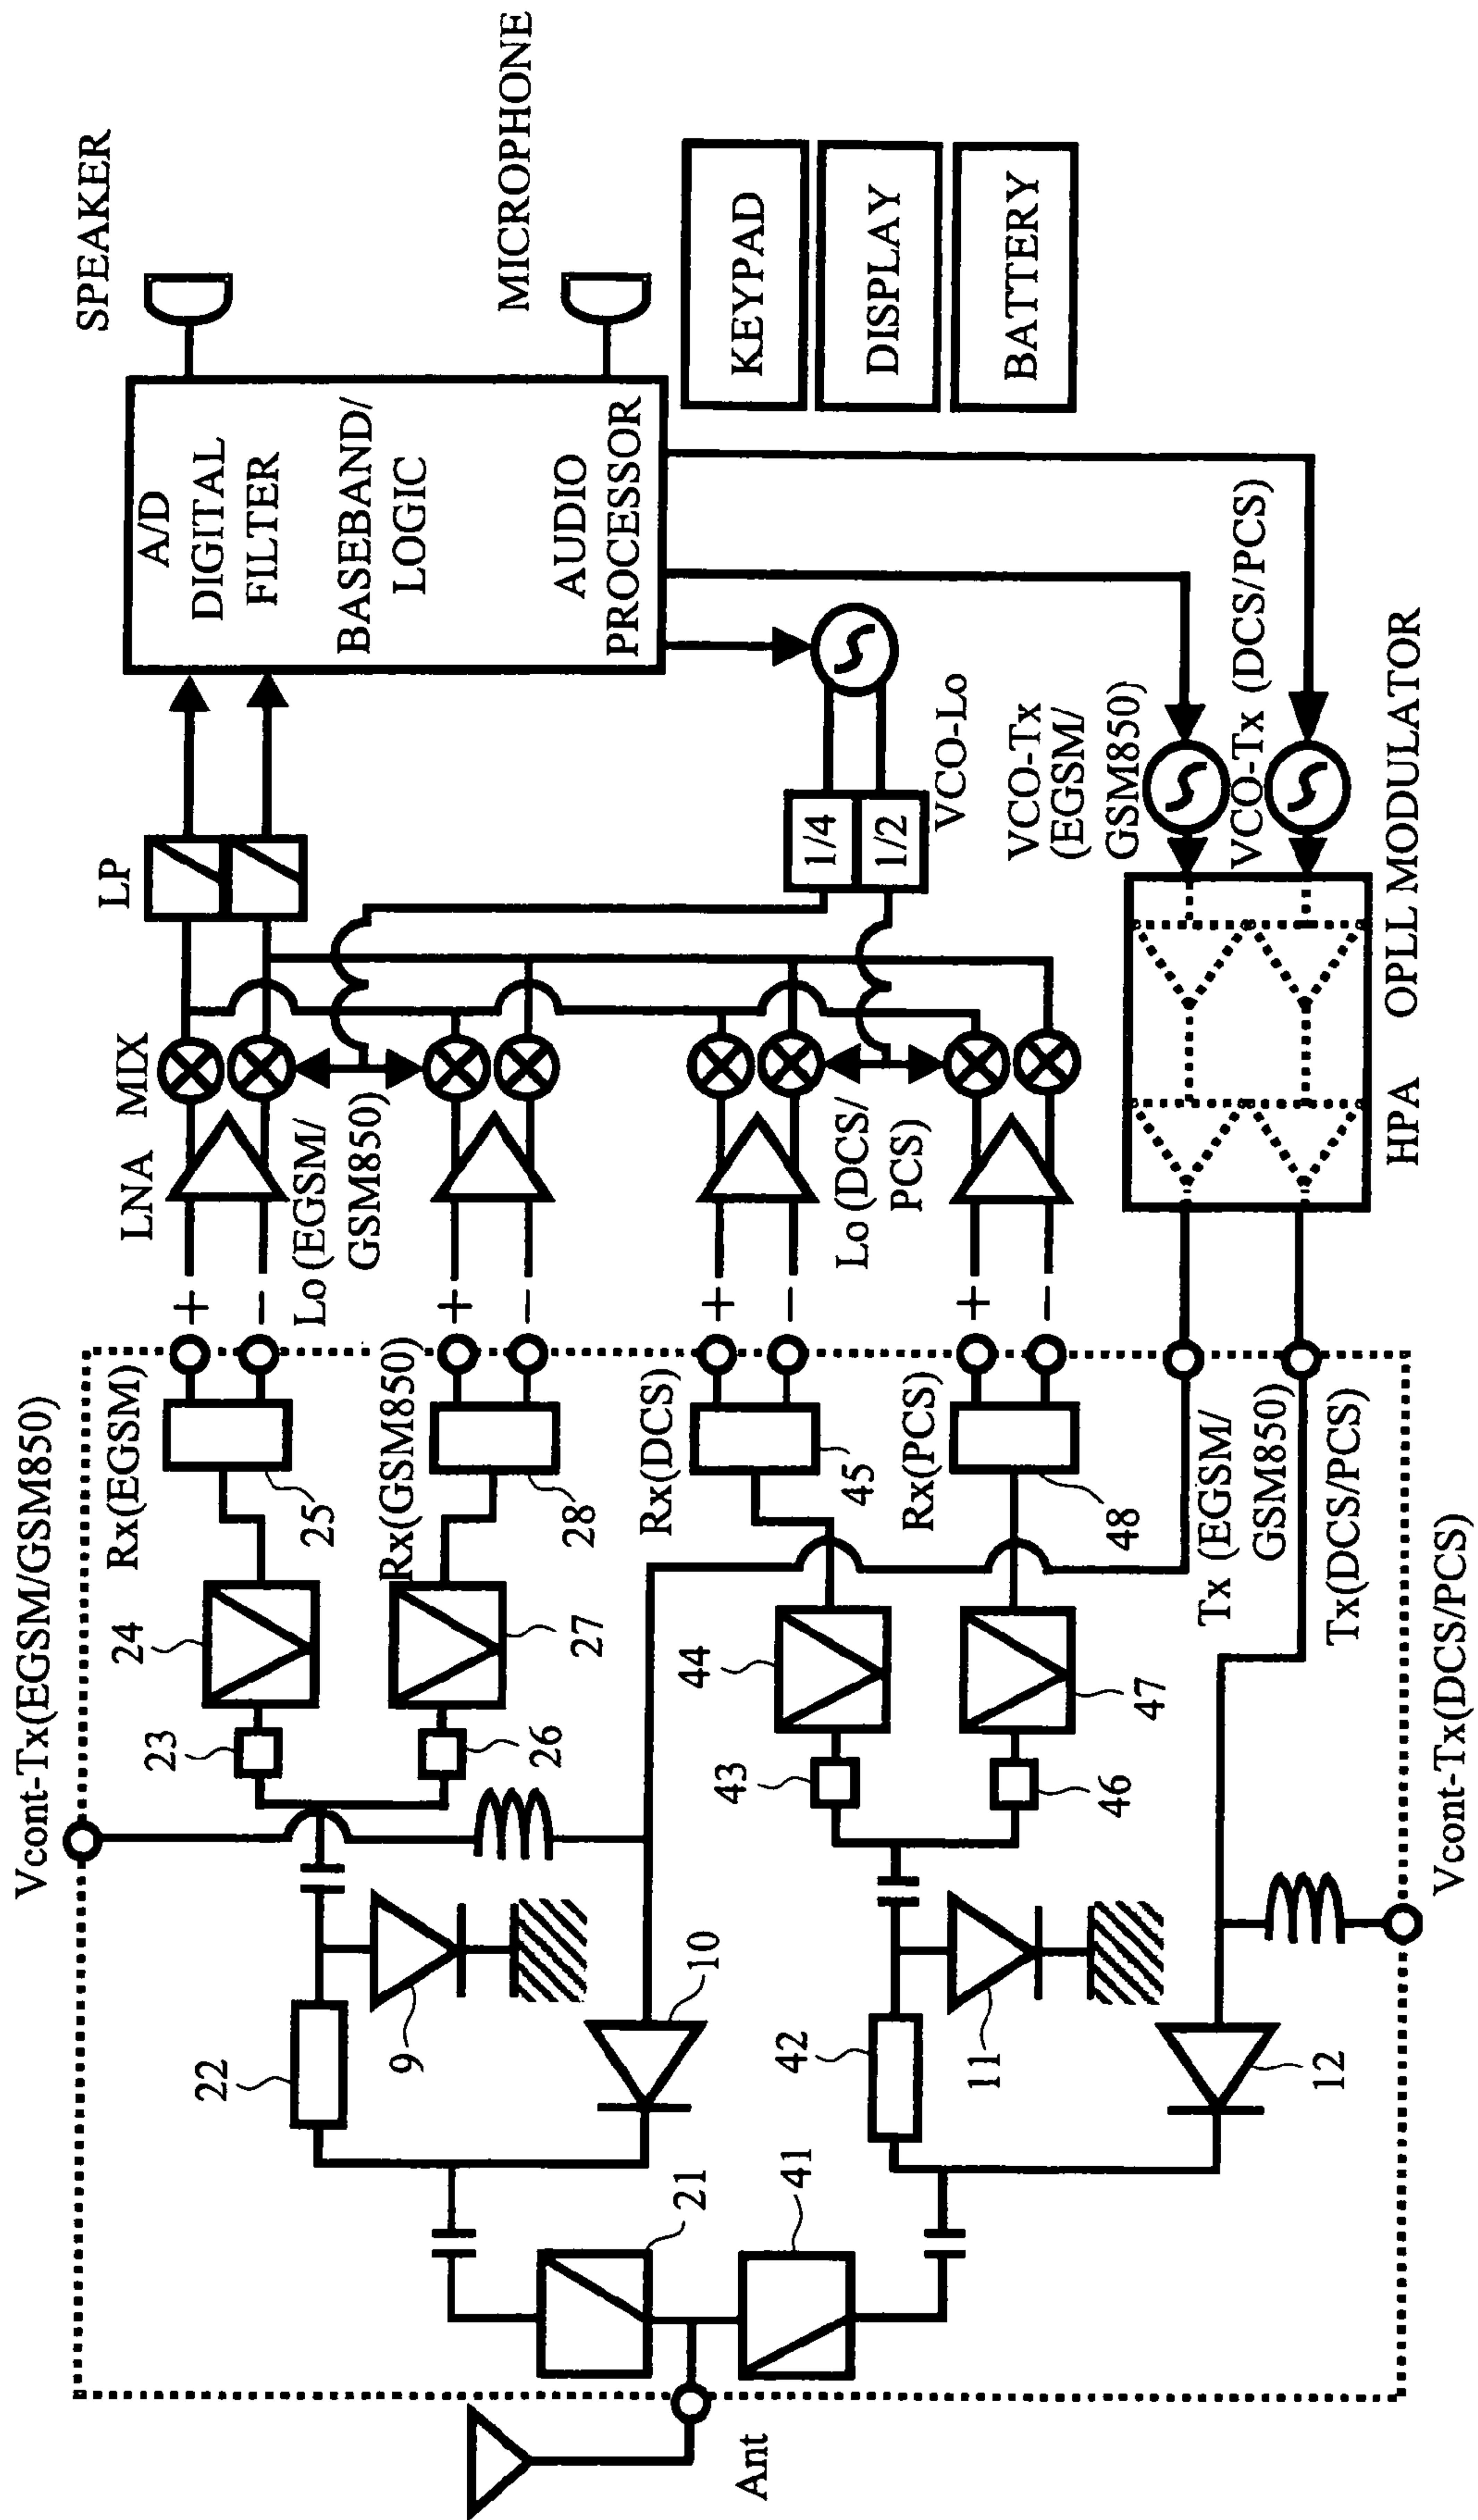 Vcont-Tx(EGSM/GSM850)
Rx(EGSM)
24
23
25
22
9
Rx(GSM850)
27
26
28
10
21
41
Ant
Rx(DCS)
44
43
45
42
11
Rx(PCS)
47
46
48
12
Tx (EGSM/
GSM850)
Tx(DCS/PCS)
Vcont-Tx(DCS/PCS)
LNA
MIX
LP
+
−
Lo(EGSM/
GSM850)
+
−
+
−
Lo(DCS/
PCS)
+
−
A/D
DIGITAL
FILTER
BASEBAND/
LOGIC
AUDIO
PROCESSOR
SPEAKER
MICROPHONE
KEYPAD
DISPLAY
BATTERY
1/4
1/2
VCO-Lo
VCO-Tx
(EGSM/
GSM850)
VCO-Tx (DCS/PCS)
HPA
OPLL MODULATOR